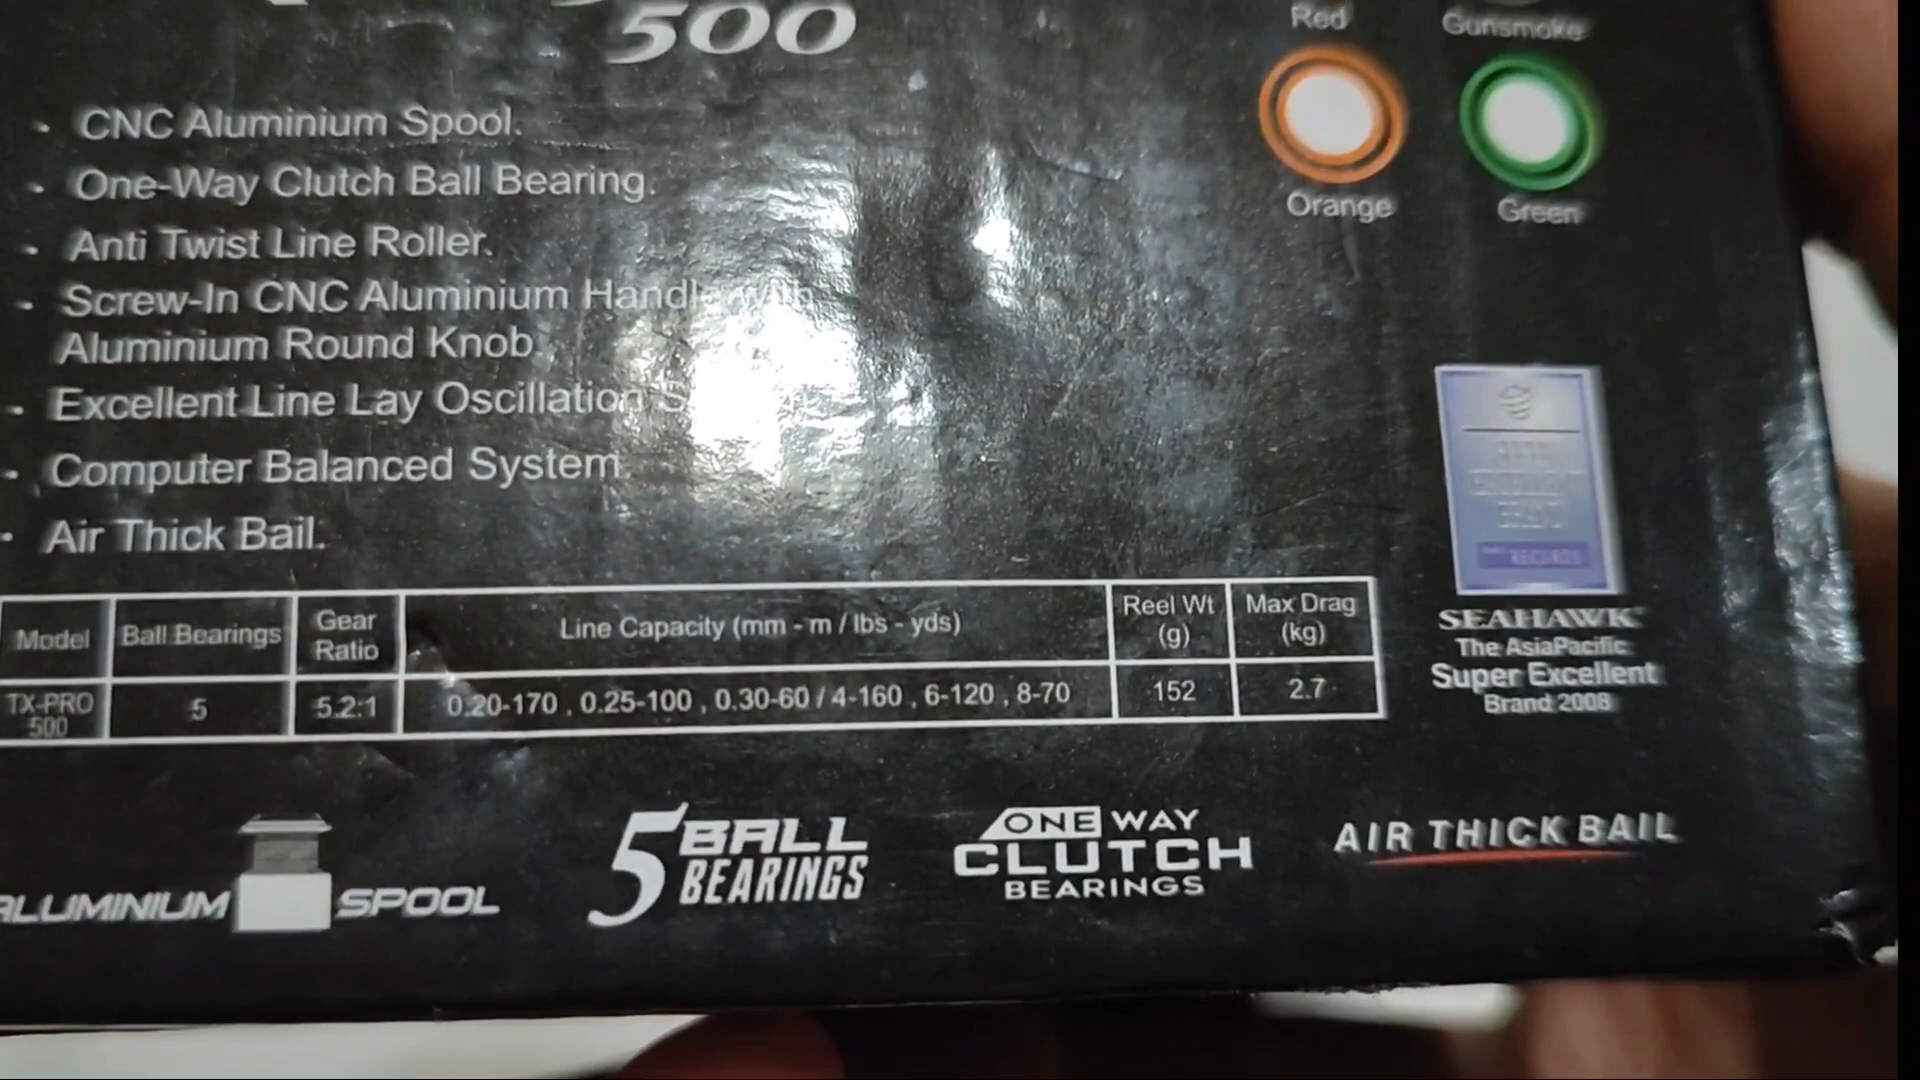 500
Red
Gunsmoke
Orange
Green
- CNC Aluminium Spool.
- One-Way Clutch Ball Bearing.
- Anti Twist Line Roller.
- Screw-In CNC Aluminium Handle with
Aluminium Round Knob.
- Excellent Line Lay Oscillation
- Computer Balanced System.
- Air Thick Bail.
Model Ball Bearings Gear Ratio Line Capacity (mm - m / lbs - yds) Reel Wt (g) Max Drag (kg)
TX-PRO 500 5 5.2:1 0.20-170 , 0.25-100 , 0.30-60 / 4-160 , 6-120 , 8-70 152 2.7
RECORDS
SEAHAWK
The AsiaPacific
Super Excellent
Brand 2008
ALUMINIUM SPOOL
5 BALL
BEARINGS
ONE WAY
CLUTCH
BEARINGS
AIR THICK BAIL